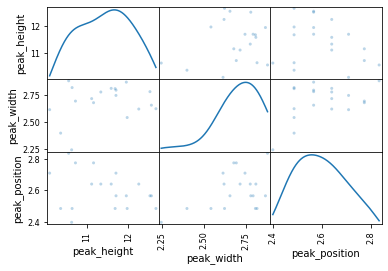 peak_height
12
11
peak_width
2.75
2.50
2.25
peak_position
2.8
2.6
2.4
11
12
2.25
2.50
2.75
2.4
2.6
2.8
peak_height
peak_width
peak_position